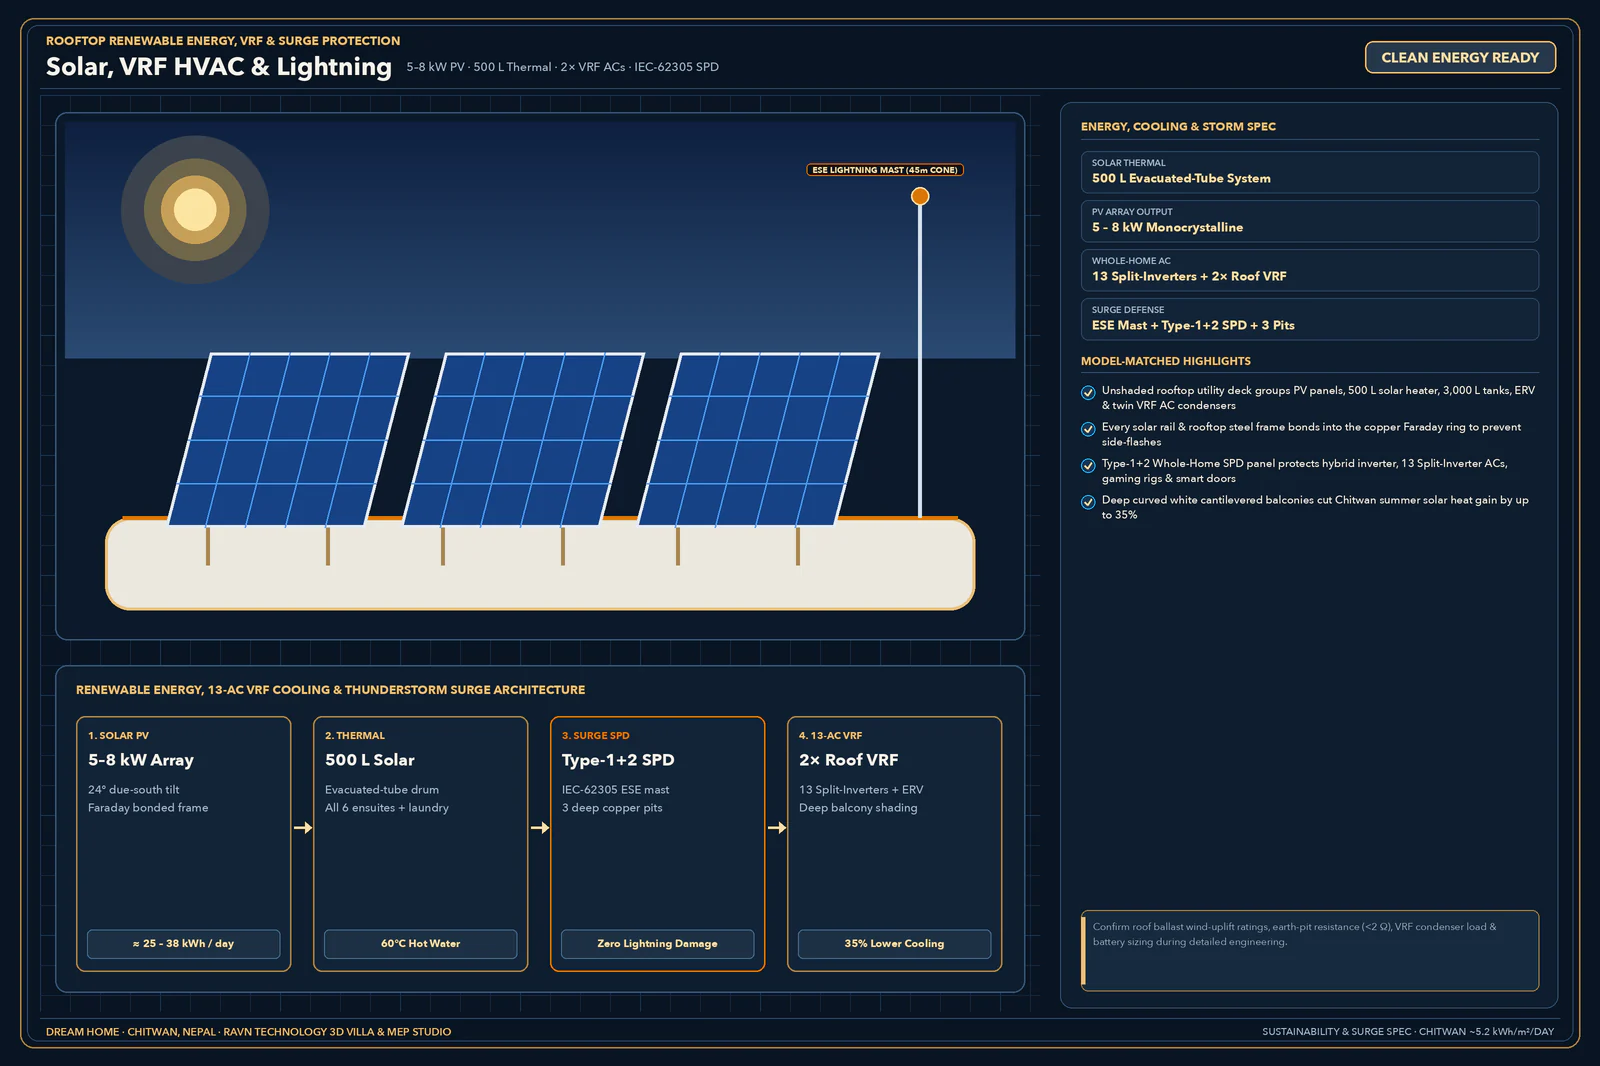 ROOFTOP RENEWABLE ENERGY, VRF & SURGE PROTECTION
Solar, VRF HVAC & Lightning
5–8 kW PV · 500 L Thermal · 2× VRF ACs · IEC-62305 SPD
CLEAN ENERGY READY
ESE LIGHTNING MAST (45m CONE)
RENEWABLE ENERGY, 13-AC VRF COOLING & THUNDERSTORM SURGE ARCHITECTURE
1. SOLAR PV
5–8 kW Array
24° due-south tilt
Faraday bonded frame
≈ 25 – 38 kWh / day
2. THERMAL
500 L Solar
Evacuated-tube drum
All 6 ensuites + laundry
60°C Hot Water
3. SURGE SPD
Type-1+2 SPD
IEC-62305 ESE mast
3 deep copper pits
Zero Lightning Damage
4. 13-AC VRF
2× Roof VRF
13 Split-Inverters + ERV
Deep balcony shading
35% Lower Cooling
ENERGY, COOLING & STORM SPEC
SOLAR THERMAL
500 L Evacuated-Tube System
PV ARRAY OUTPUT
5 – 8 kW Monocrystalline
WHOLE-HOME AC
13 Split-Inverters + 2× Roof VRF
SURGE DEFENSE
ESE Mast + Type-1+2 SPD + 3 Pits
MODEL-MATCHED HIGHLIGHTS
Unshaded rooftop utility deck groups PV panels, 500 L solar heater, 3,000 L tanks, ERV
& twin VRF AC condensers
Every solar rail & rooftop steel frame bonds into the copper Faraday ring to prevent
side-flashes
Type-1+2 Whole-Home SPD panel protects hybrid inverter, 13 Split-Inverter ACs,
gaming rigs & smart doors
Deep curved white cantilevered balconies cut Chitwan summer solar heat gain by up
to 35%
Confirm roof ballast wind-uplift ratings, earth-pit resistance (<2 Ω), VRF condenser load &
battery sizing during detailed engineering.
DREAM HOME · CHITWAN, NEPAL · RAVN TECHNOLOGY 3D VILLA & MEP STUDIO
SUSTAINABILITY & SURGE SPEC · CHITWAN ~5.2 kWh/m²/DAY